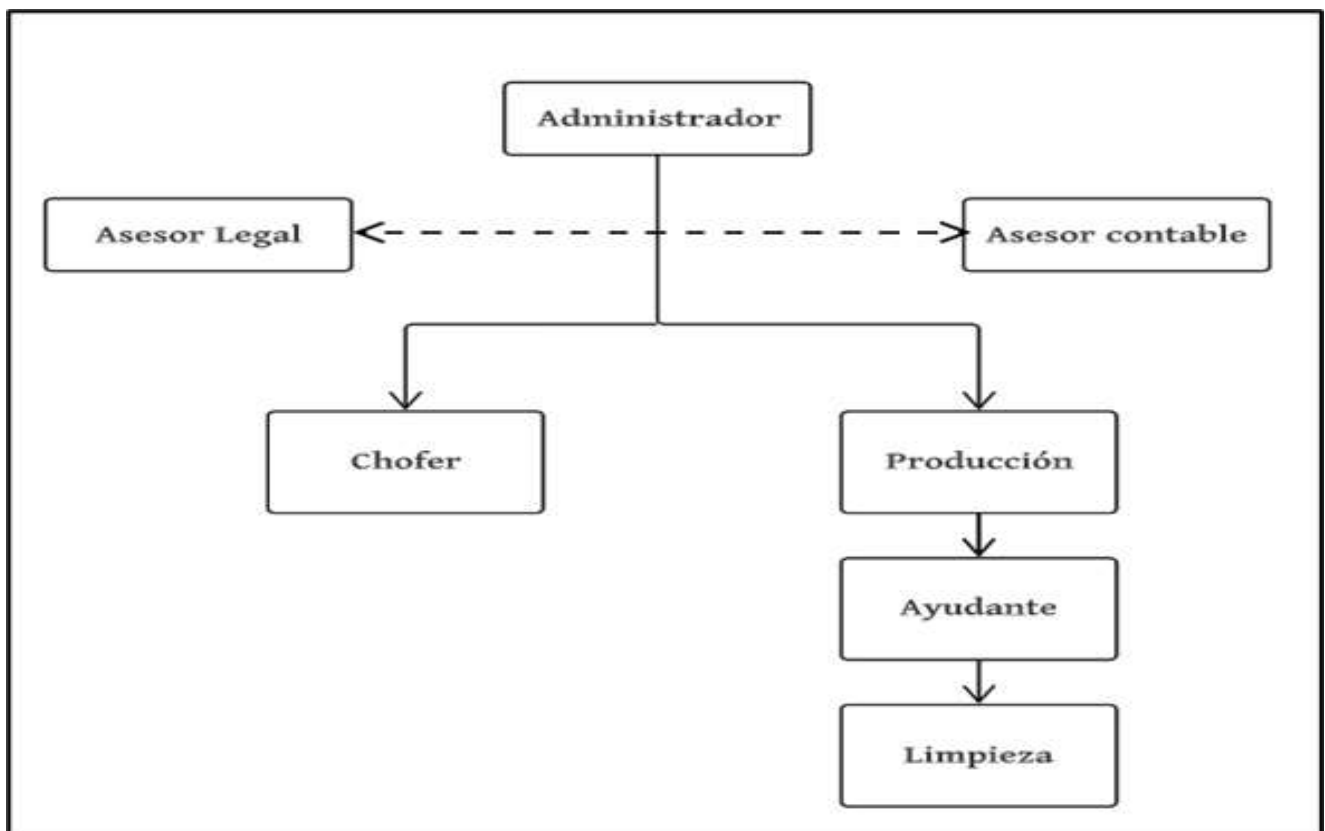 Administrador
Asesor Legal
Asesor contable
Chofer
Producción
Ayudante
Limpieza